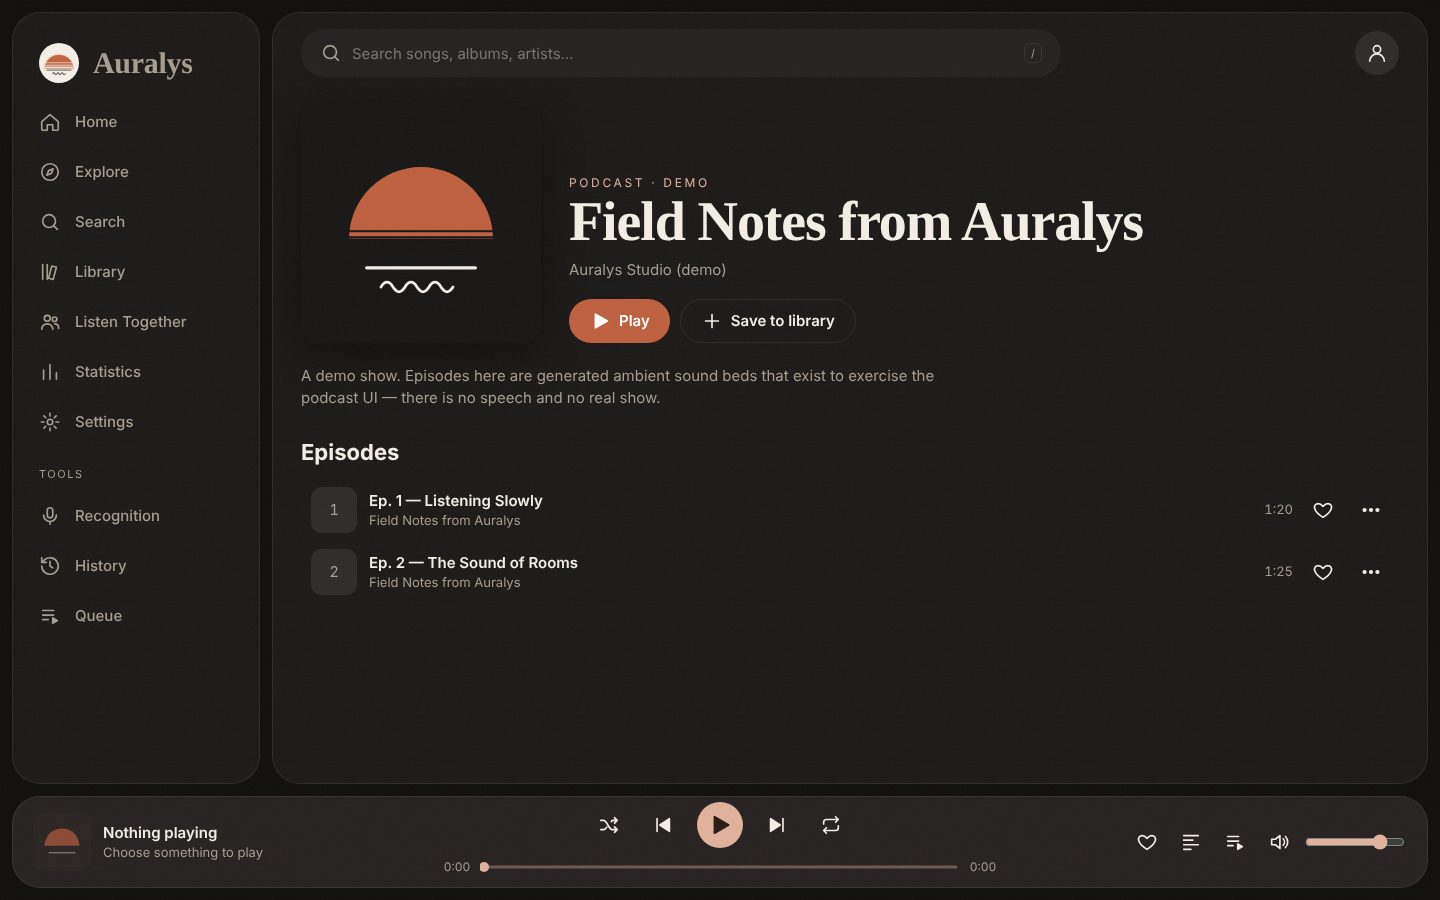 Auralys
Home
Explore
Search
Library
Listen Together
Statistics
Settings
TOOLS
Recognition
History
Queue
Search songs, albums, artists...
/
PODCAST · DEMO
Field Notes from Auralys
Auralys Studio (demo)
Play
Save to library
A demo show. Episodes here are generated ambient sound beds that exist to exercise the
podcast UI — there is no speech and no real show.
Episodes
1
Ep. 1 — Listening Slowly
Field Notes from Auralys
1:20
2
Ep. 2 — The Sound of Rooms
Field Notes from Auralys
1:25
Nothing playing
Choose something to play
0:00
0:00